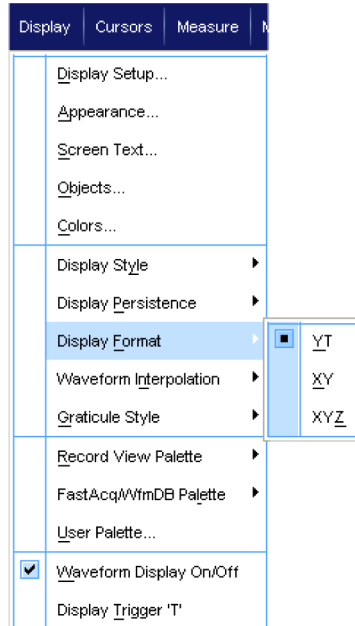 Display Cursors Measure
Display Setup...
Appearance...
Screen Text...
Objects...
Colors...
Display Style
Display Persistence
Display Format
YT
Waveform Interpolation
XY
Graticule Style
XYZ
Record View Palette
FastAcq/WfmDB Palette
User Palette...
Waveform Display On/Off
Display Trigger 'T'